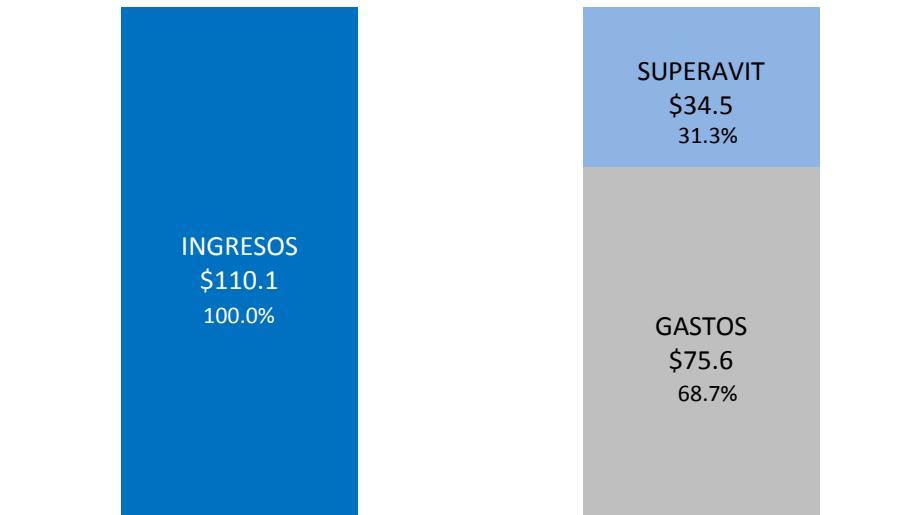 INGRESOS
$110.1
100.0%
SUPERAVIT
$34.5
31.3%
GASTOS
$75.6
68.7%